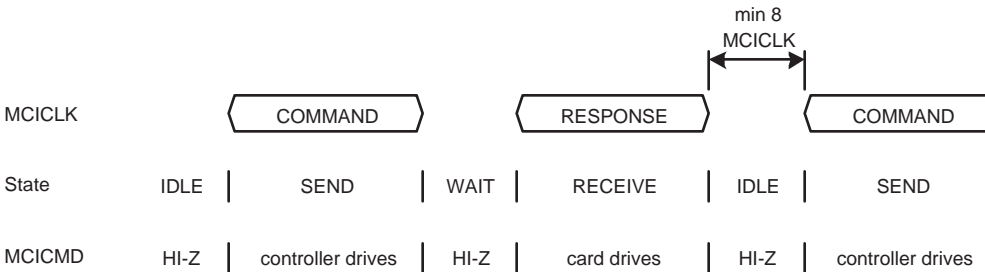 min 8
MCICLK
MCICLK COMMAND RESPONSE COMMAND
State IDLE SEND WAIT RECEIVE IDLE SEND
MCICMD HI-Z controller drives HI-Z card drives HI-Z controller drives